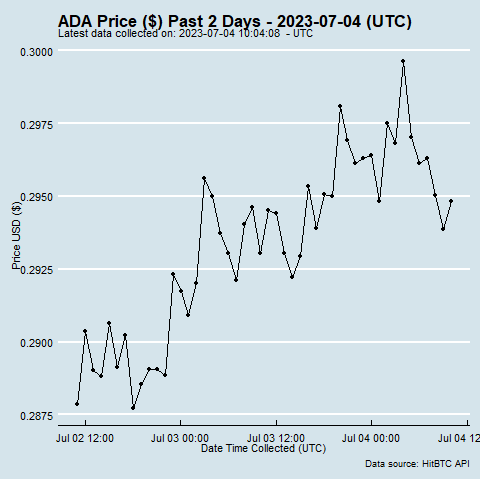 ADA Price ($) Past 2 Days - 2023-07-04 (UTC)
Latest data collected on: 2023-07-04 10:04:08  - UTC
0.3000
0.2975
0.2950
0.2925
0.2900
0.2875
Price USD ($)
Jul 02 12:00 Jul 03 00:00 Jul 03 12:00 Jul 04 00:00 Jul 04 12
Date Time Collected (UTC)
Data source: HitBTC API